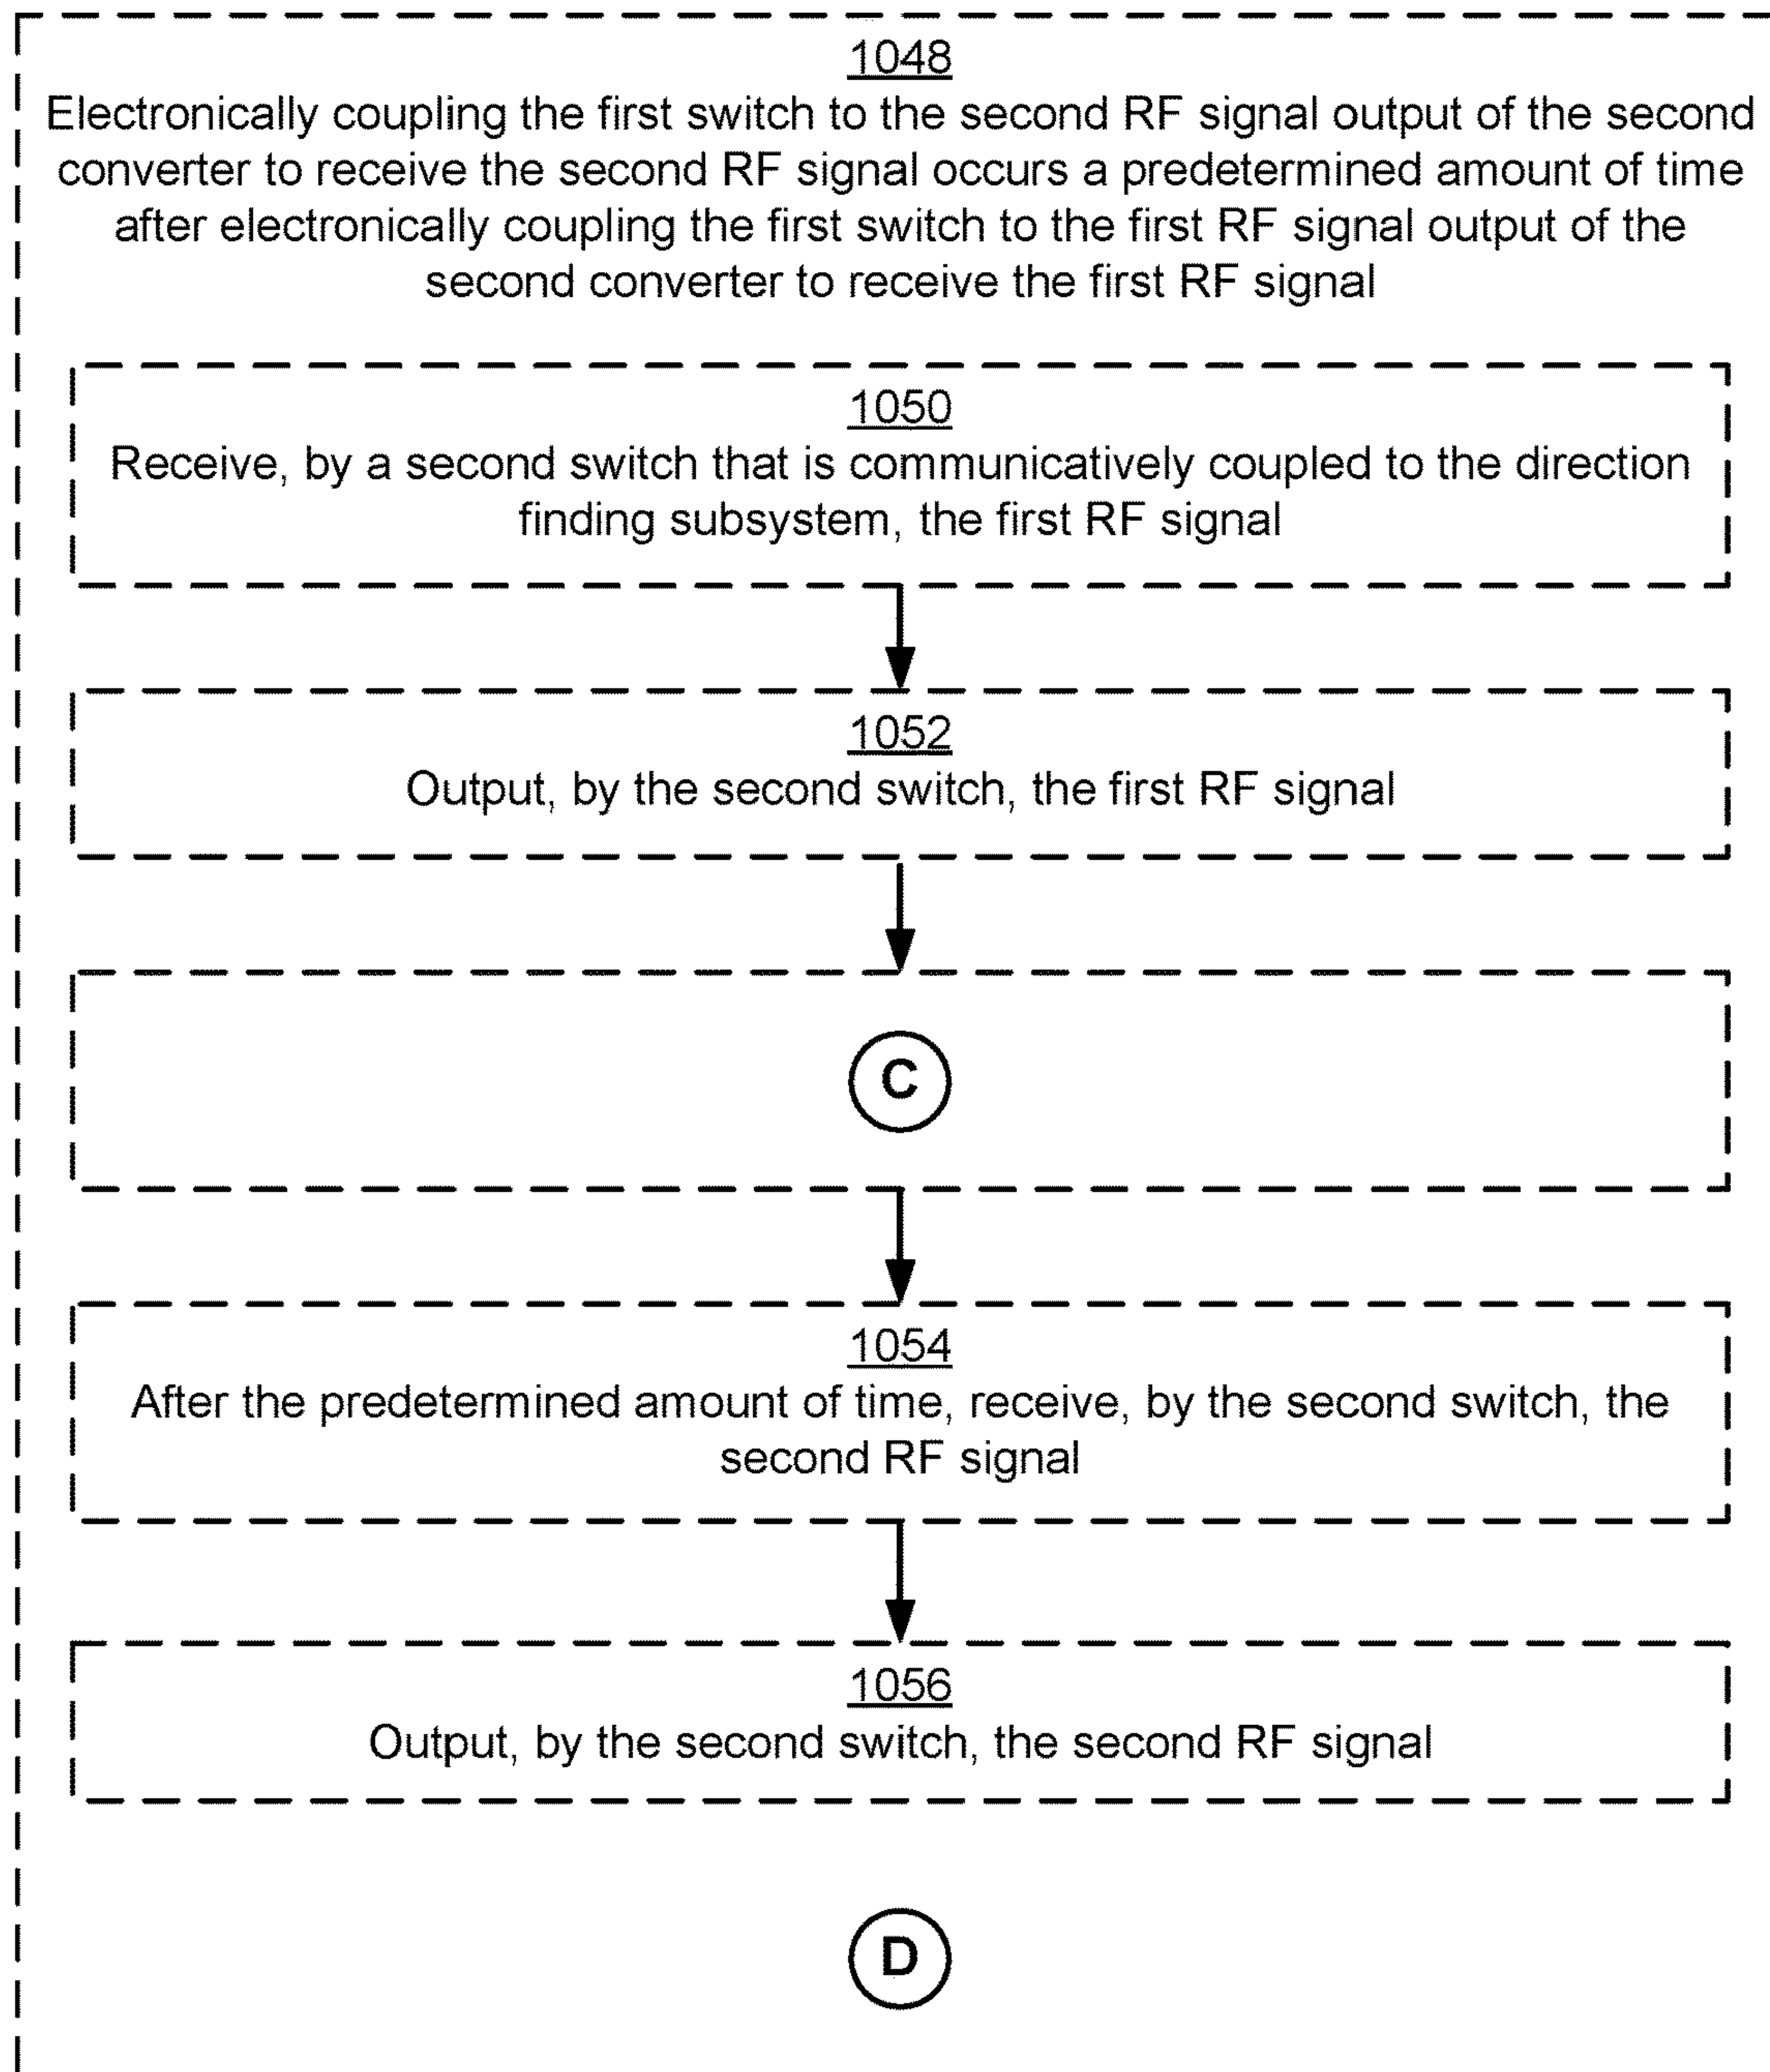 1048
Electronically coupling the first switch to the second RF signal output of the second
converter to receive the second RF signal occurs a predetermined amount of time
after electronically coupling the first switch to the first RF signal output of the
second converter to receive the first RF signal
1050
Receive, by a second switch that is communicatively coupled to the direction
finding subsystem, the first RF signal
1052
Output, by the second switch, the first RF signal
C
1054
After the predetermined amount of time, receive, by the second switch, the
second RF signal
1056
Output, by the second switch, the second RF signal
D